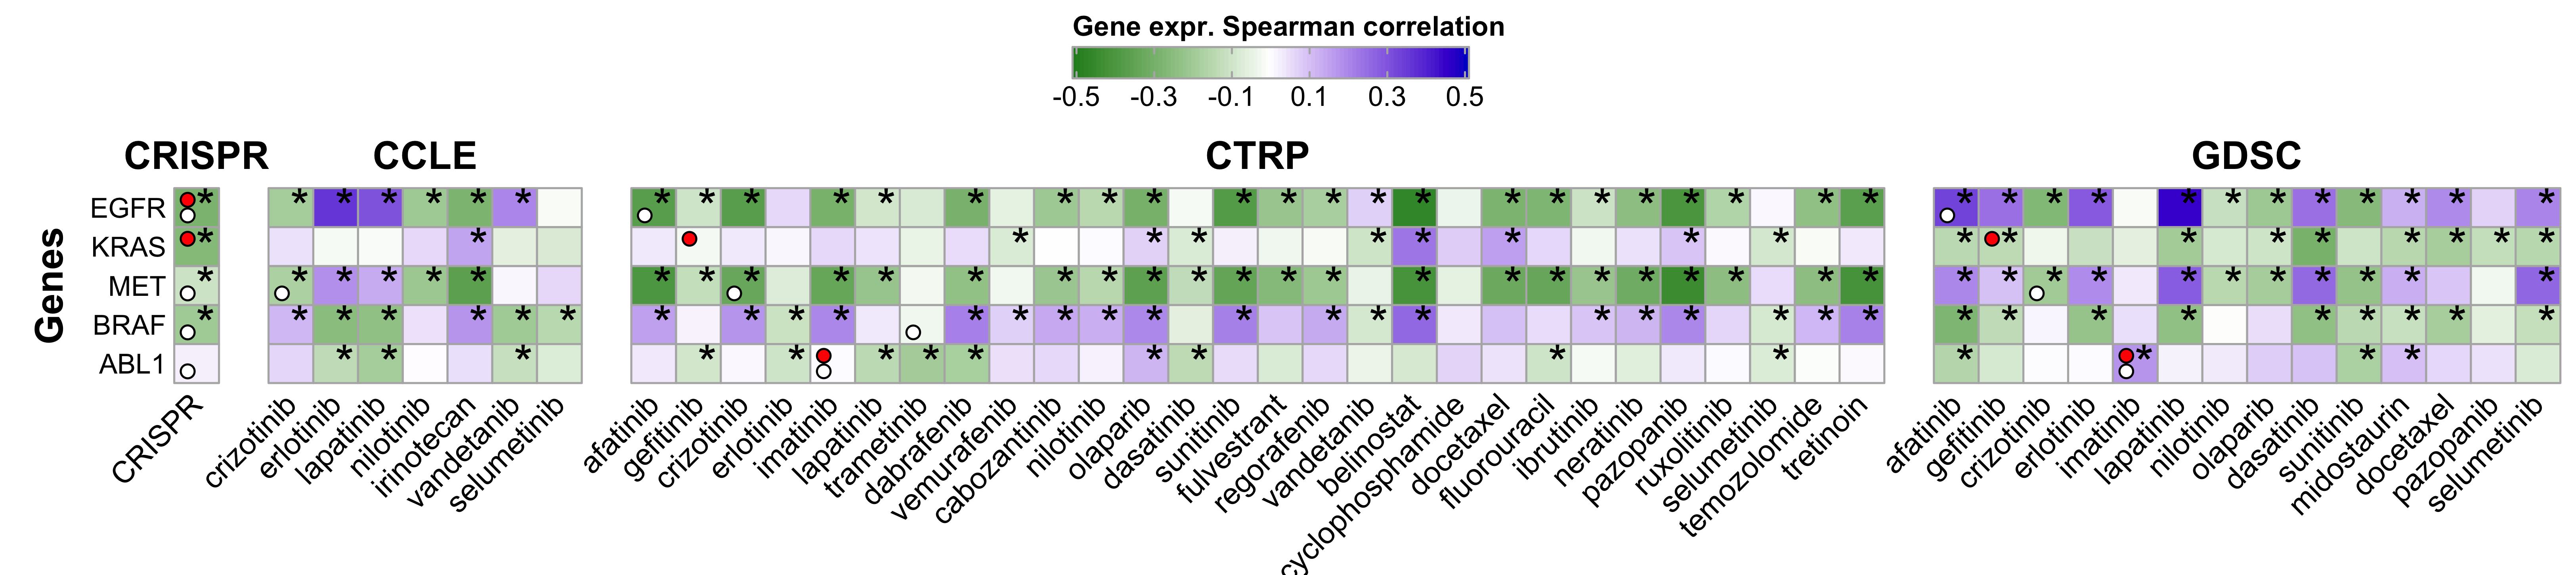 Gene expr. Spearman correlation
-0.5 -0.3 -0.1 0.1 0.3 0.5
CRISPR CCLE CTRP GDSC
Genes
EGFR
KRAS
MET
BRAF
ABL1
CRISPR
crizotinib
erlotinib
lapatinib
nilotinib
irinotecan
vandetanib
selumetinib
afatinib
gefitinib
crizotinib
erlotinib
imatinib
lapatinib
trametinib
dabrafenib
vemurafenib
cabozantinib
nilotinib
olaparib
dasatinib
sunitinib
fulvestrant
regorafenib
vandetanib
belinostat
cyclophosphamide
docetaxel
fluorouracil
ibrutinib
neratinib
pazopanib
ruxolitinib
selumetinib
temozolomide
tretinoin
afatinib
gefitinib
crizotinib
erlotinib
imatinib
lapatinib
nilotinib
olaparib
dasatinib
sunitinib
midostaurin
docetaxel
pazopanib
selumetinib